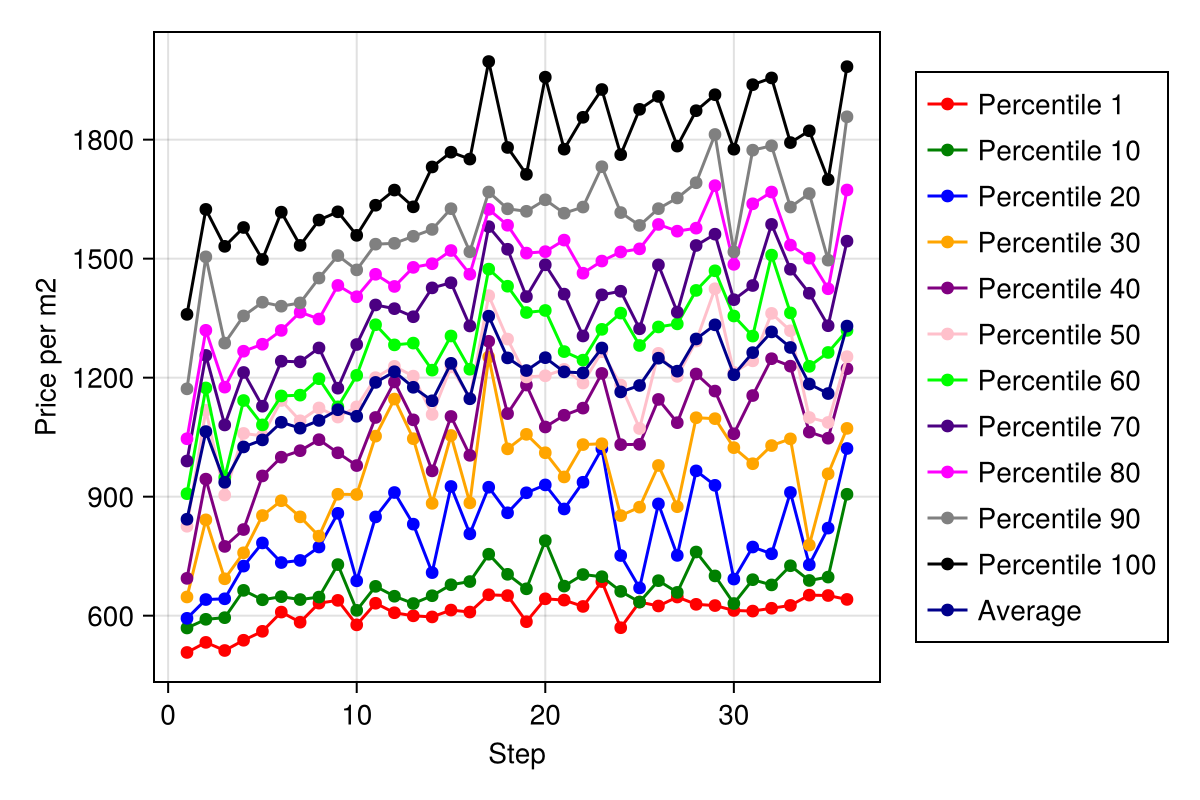 1800
1500
1200
900
600
Price per m2
0 10 20 30
Step
Percentile 1
Percentile 10
Percentile 20
Percentile 30
Percentile 40
Percentile 50
Percentile 60
Percentile 70
Percentile 80
Percentile 90
Percentile 100
Average